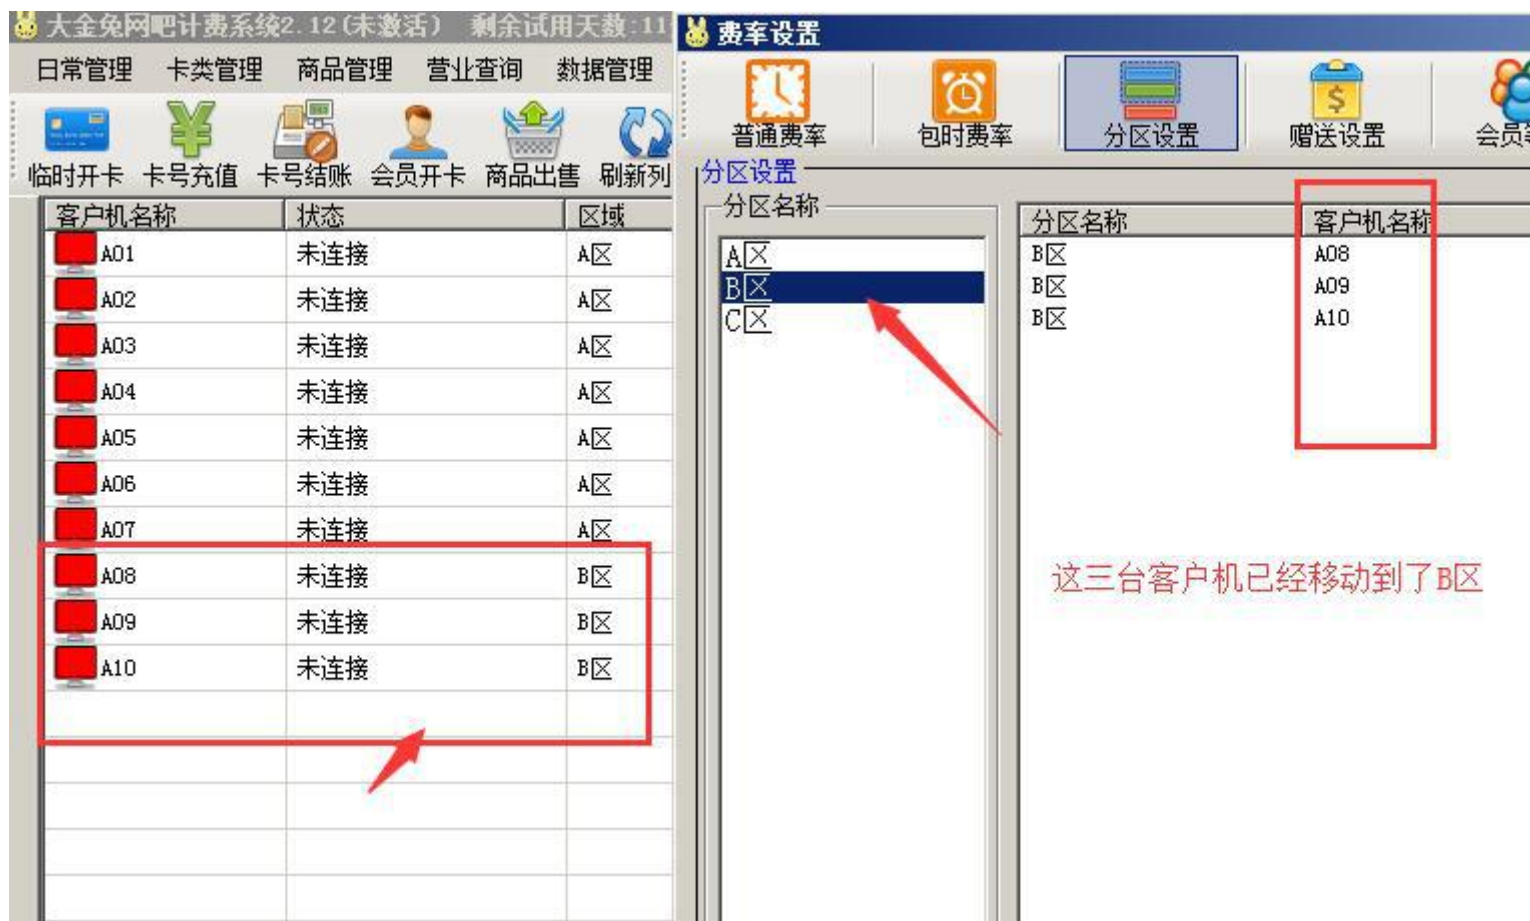 大金兔网吧计费系统2.12(未激活) 剩余试用天数:11
日常管理 卡类管理 商品管理 营业查询 数据管理
临时开卡 卡号充值 卡号结账 会员开卡 商品出售 刷新列
客户机名称 状态 区域
A01 未连接 A区
A02 未连接 A区
A03 未连接 A区
A04 未连接 A区
A05 未连接 A区
A06 未连接 A区
A07 未连接 A区
A08 未连接 B区
A09 未连接 B区
A10 未连接 B区
费率设置
普通费率 包时费率 分区设置 赠送设置 会员
分区设置
分区名称
A区
B区
C区
分区名称 客户机名称
B区 A08
B区 A09
B区 A10
这三台客户机已经移动到了B区